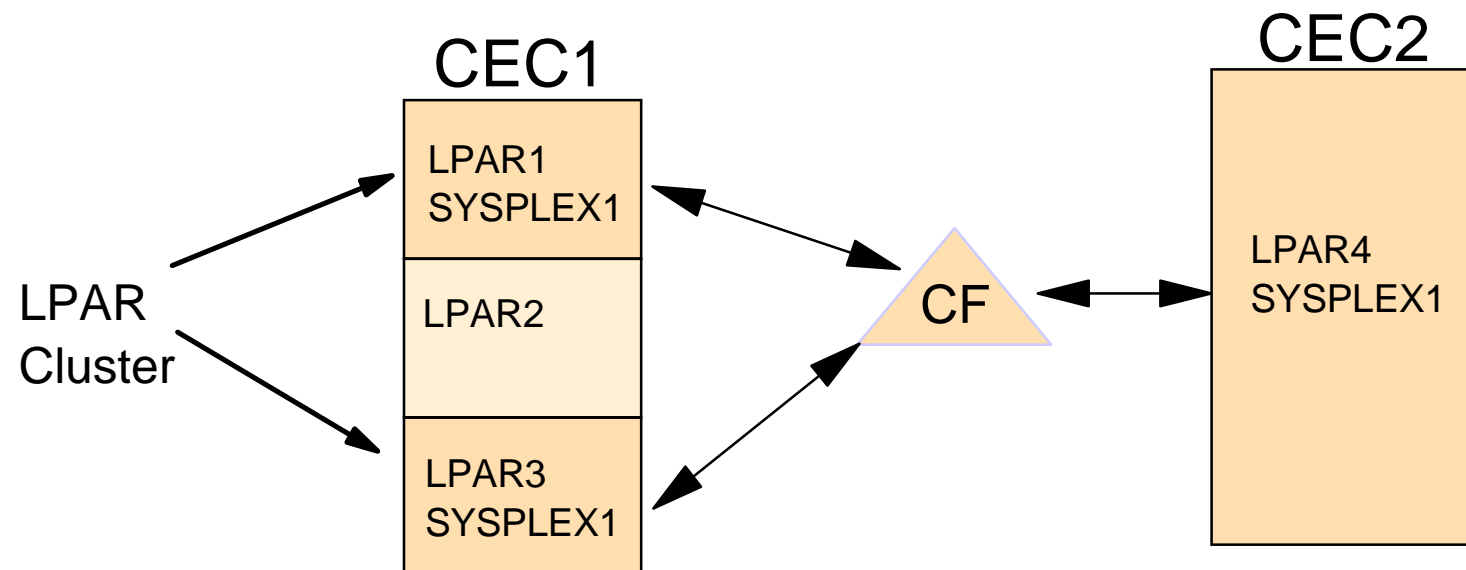 CEC1
CEC2
LPAR1
SYSPLEX1
LPAR
Cluster
LPAR2
CF
LPAR4
SYSPLEX1
LPAR3
SYSPLEX1